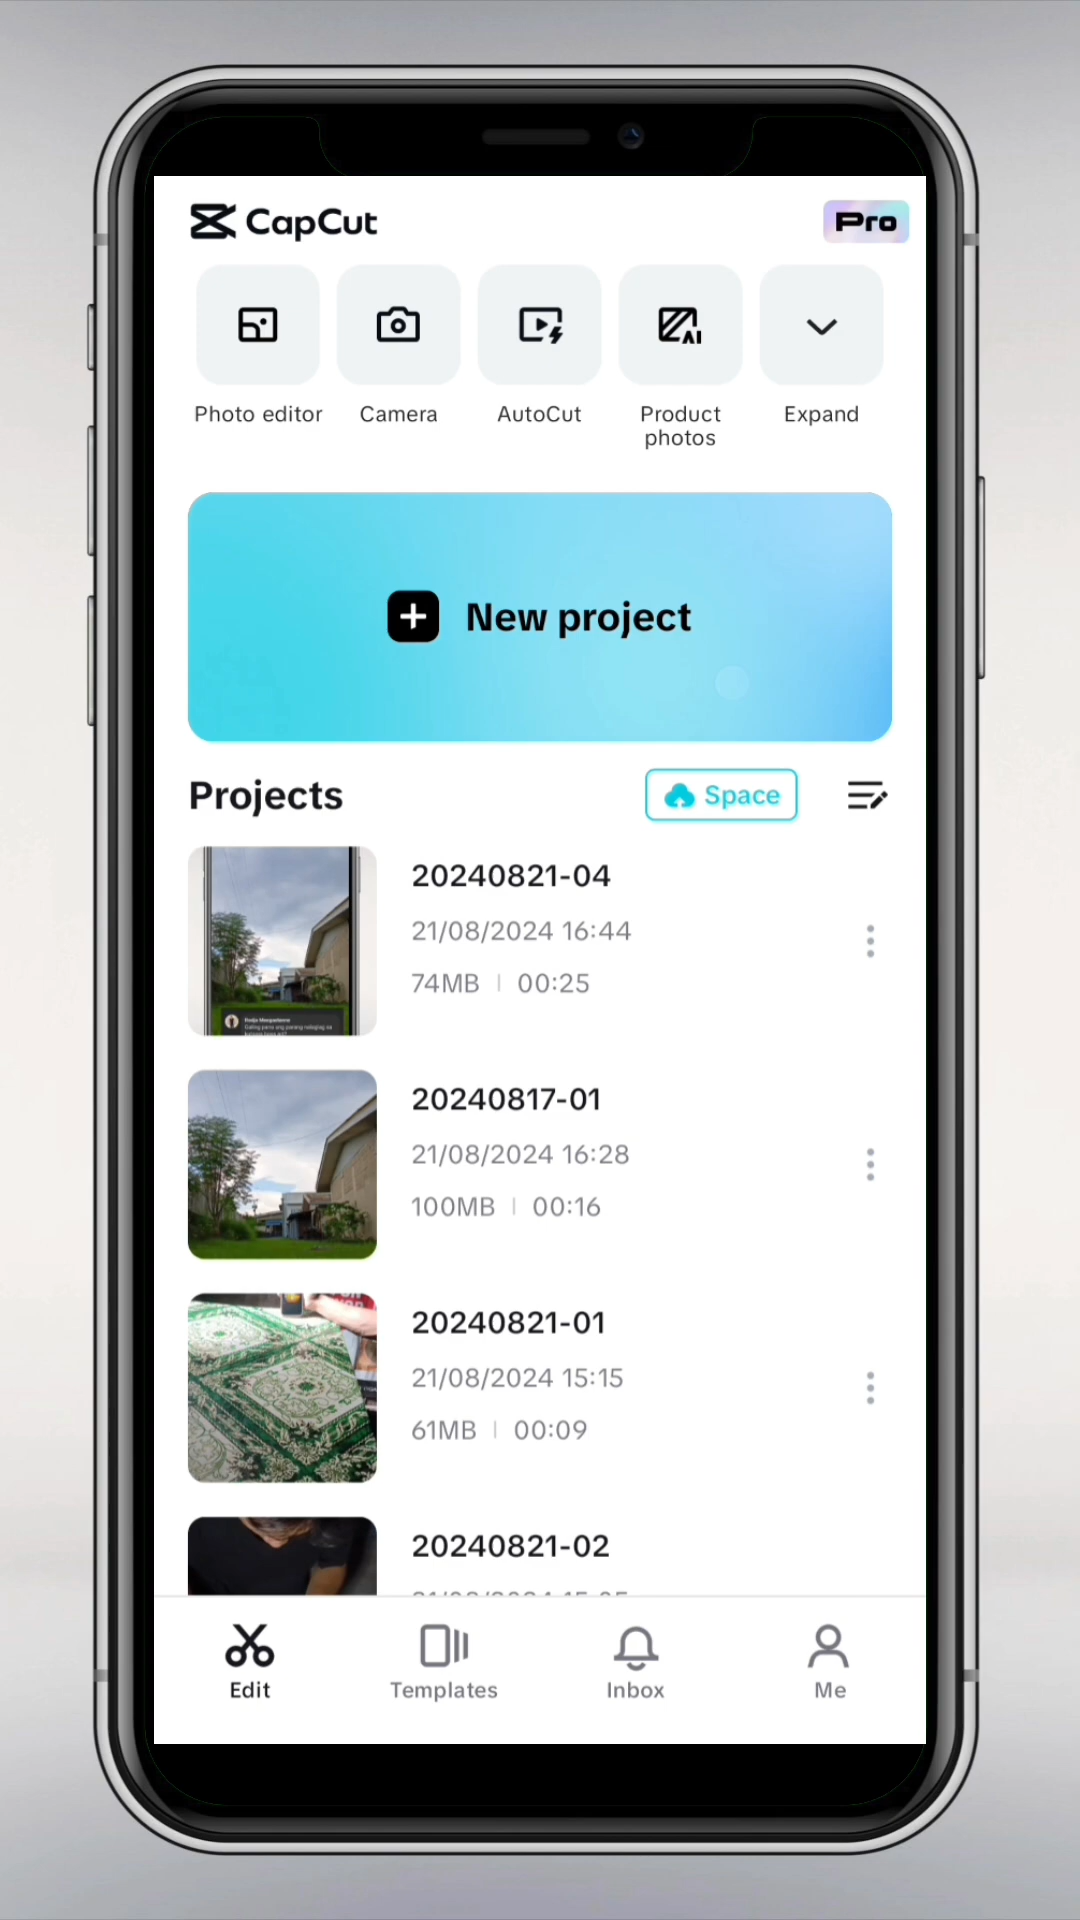 CapCut
Pro
Photo editor
Camera
AutoCut
Product
photos
Expand
New project
Projects
Space
20240821-04
21/08/2024 16:44
74MB | 00:25
20240817-01
21/08/2024 16:28
100MB | 00:16
20240821-01
21/08/2024 15:15
61MB | 00:09
20240821-02
Edit
Templates
Inbox
Me